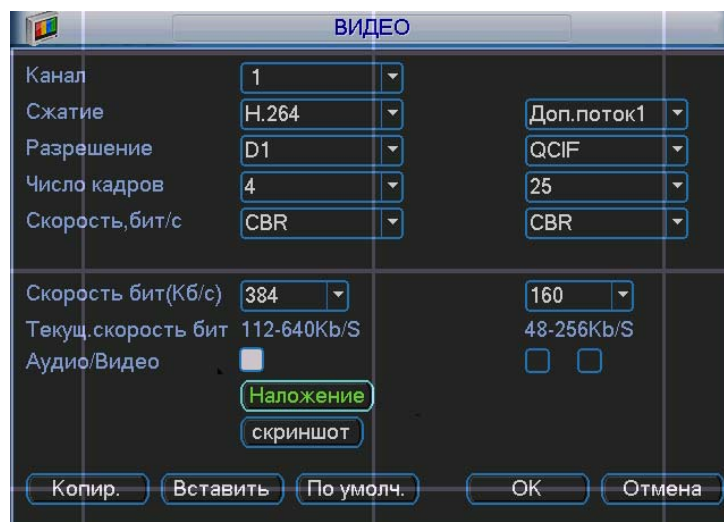 ВИДЕО
Канал 1
Сжатие H.264 Доп.поток1
Разрешение D1 QCIF
Число кадров 4 25
Скорость,бит/с CBR CBR
Скорость бит(Кб/с) 384 160
Текущ.скорость бит 112-640Kb/S 48-256Kb/S
Аудио/Видео
Наложение
скриншот
Копир. Вставить По умолч. OK Отмена